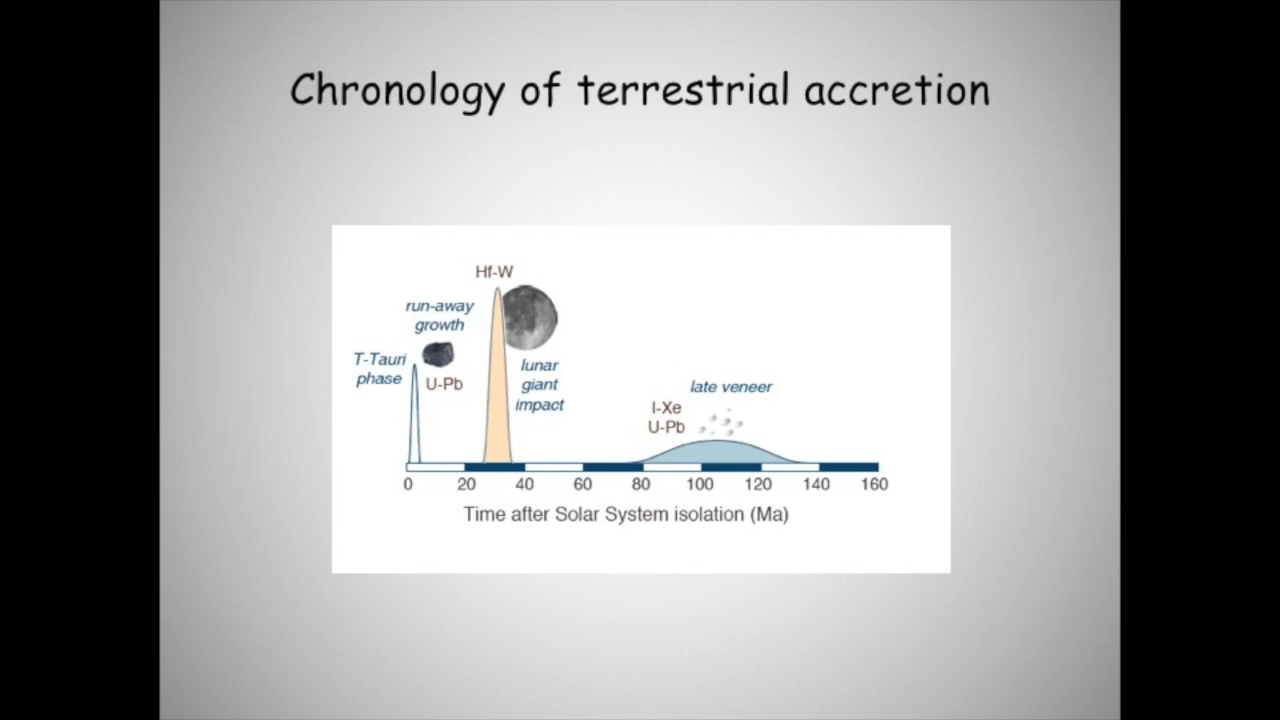 Chronology of terrestrial accretion
Hf-W
run-away
growth
T-Tauri
phase
U-Pb
lunar
giant
impact
late veneer
I-Xe
U-Pb
0 20 40 60 80 100 120 140 160
Time after Solar System isolation (Ma)